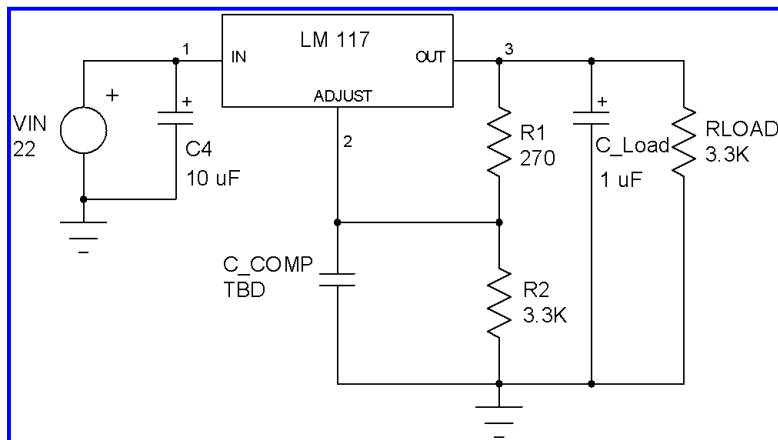 LM 117
1
IN
OUT
3
ADJUST
2
+
VIN
22
+
C4
10 uF
R1
270
+
C_Load
1 uF
RLOAD
3.3K
C_COMP
TBD
R2
3.3K